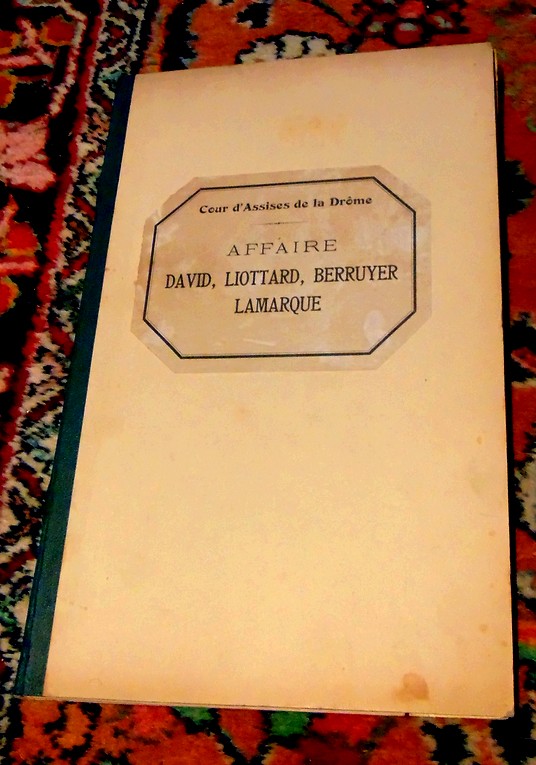 Cour d'Assises de la Drôme
AFFAIRE
DAVID, LIOTTARD, BERRUYER
LAMARQUE